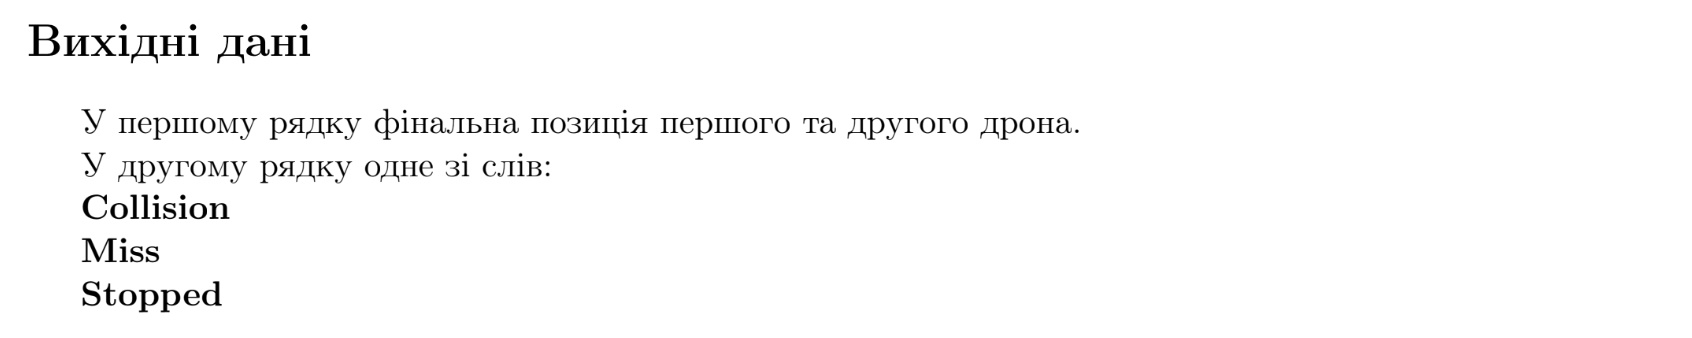 Вихідні дані
У першому рядку фінальна позиція першого та другого дрона.
У другому рядку одне зі слів:
Collision
Miss
Stopped